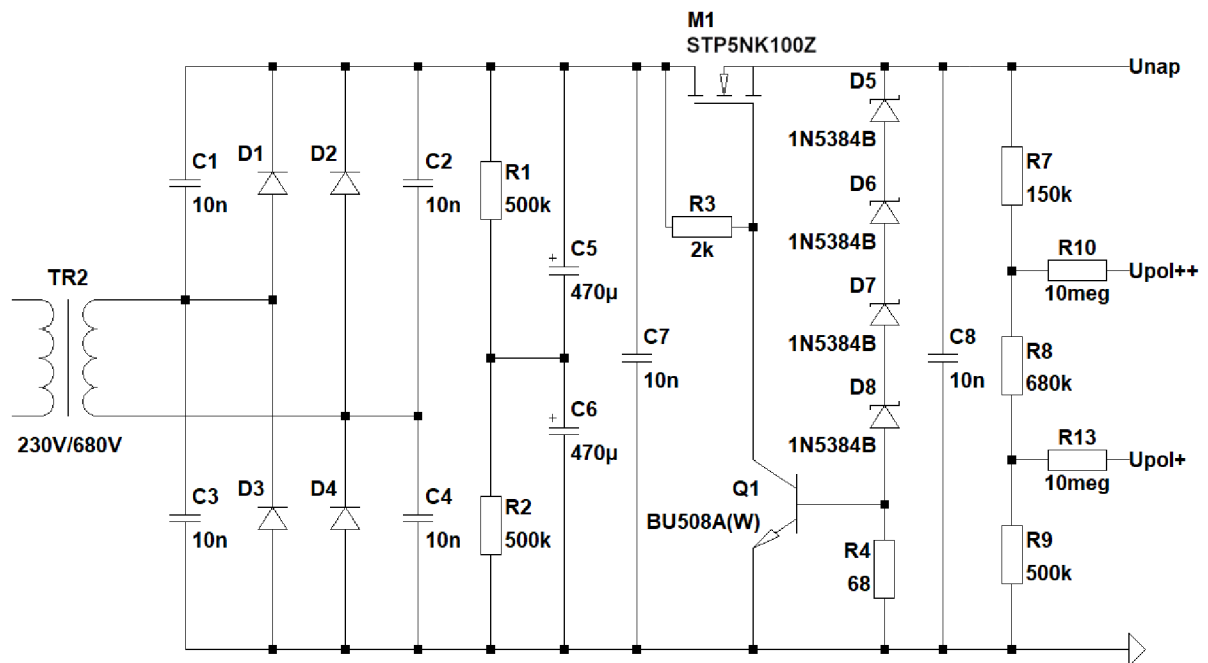 M1
STP5NK100Z
Unap
D5
1N5384B
C1
10n
D1
D2
C2
10n
R1
500k
R3
2k
D6
1N5384B
R7
150k
C5
+
470µ
R10
10meg
Upol++
TR2
230V/680V
D7
1N5384B
C7
10n
C8
10n
R8
680k
C6
+
470µ
D8
1N5384B
R13
10meg
Upol+
C3
10n
D3
D4
C4
10n
R2
500k
Q1
BU508A(W)
R4
68
R9
500k